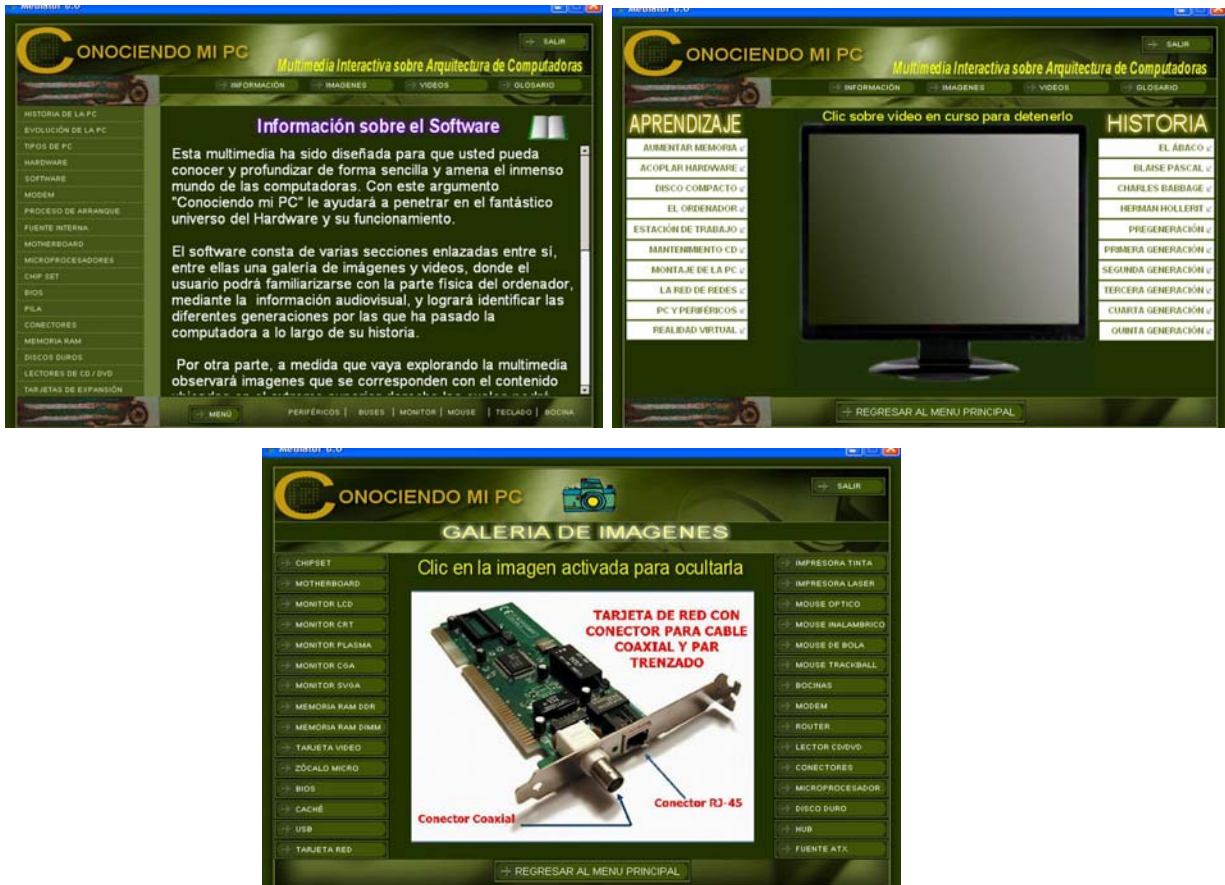 Mediator 8.0
CONOCIENDO MI PC
SALIR
Multimedia Interactiva sobre Arquitectura de Computadoras
INFORMACIÓN
IMAGENES
VIDEOS
GLOSARIO
HISTORIA DE LA PC
EVOLUCIÓN DE LA PC
TIPOS DE PC
HARDWARE
SOFTWARE
MODEM
PROCESO DE ARRANQUE
FUENTE INTERNA
MOTHERBOARD
MICROPROCESADORES
CHIP SET
BIOS
PILA
CONECTORES
MEMORIA RAM
DISCOS DUROS
LECTORES DE CD / DVD
TARJETAS DE EXPANSIÓN
Información sobre el Software
Esta multimedia ha sido diseñada para que usted pueda
conocer y profundizar de forma sencilla y amena el inmenso
mundo de las computadoras. Con este argumento
"Conociendo mi PC" le ayudará a penetrar en el fantástico
universo del Hardware y su funcionamiento.
El software consta de varias secciones enlazadas entre sí,
entre ellas una galería de imágenes y videos, donde el
usuario podrá familiarizarse con la parte física del ordenador,
mediante la información audiovisual, y logrará identificar las
diferentes generaciones por las que ha pasado la
computadora a lo largo de su historia.
Por otra parte, a medida que vaya explorando la multimedia
observará imagenes que se corresponden con el contenido
MENÚ
PERIFÉRICOS | BUSES | MONITOR | MOUSE | TECLADO | BOCINA
CONOCIENDO MI PC
SALIR
Multimedia Interactiva sobre Arquitectura de Computadoras
INFORMACIÓN
IMAGENES
VIDEOS
GLOSARIO
APRENDIZAJE
AUMENTAR MEMORIA
ACOPLAR HARDWARE
DISCO COMPACTO
EL ORDENADOR
ESTACIÓN DE TRABAJO
MANTENIMIENTO CD
MONTAJE DE LA PC
LA RED DE REDES
PC Y PERIFÉRICOS
REALIDAD VIRTUAL
Clic sobre video en curso para detenerlo
HISTORIA
EL ÁBACO
BLAISE PASCAL
CHARLES BABBAGE
HERMAN HOLLERIT
PREGENERACIÓN
PRIMERA GENERACIÓN
SEGUNDA GENERACIÓN
TERCERA GENERACIÓN
CUARTA GENERACIÓN
QUINTA GENERACIÓN
REGRESAR AL MENU PRINCIPAL
CONOCIENDO MI PC
SALIR
GALERIA DE IMAGENES
CHIPSET
MOTHERBOARD
MONITOR LCD
MONITOR CRT
MONITOR PLASMA
MONITOR CGA
MONITOR SVGA
MEMORIA RAM DDR
MEMORIA RAM DIMM
TARJETA VIDEO
ZÓCALO MICRO
BIOS
CACHÉ
USB
TARJETA RED
Clic en la imagen activada para ocultarla
TARJETA DE RED CON
CONECTOR PARA CABLE
COAXIAL Y PAR
TRENZADO
Conector RJ-45
Conector Coaxial
IMPRESORA TINTA
IMPRESORA LASER
MOUSE OPTICO
MOUSE INALAMBRICO
MOUSE DE BOLA
MOUSE TRACKBALL
BOCINAS
MODEM
ROUTER
LECTOR CD/DVD
CONECTORES
MICROPROCESADOR
DISCO DURO
HUB
FUENTE ATX
REGRESAR AL MENU PRINCIPAL